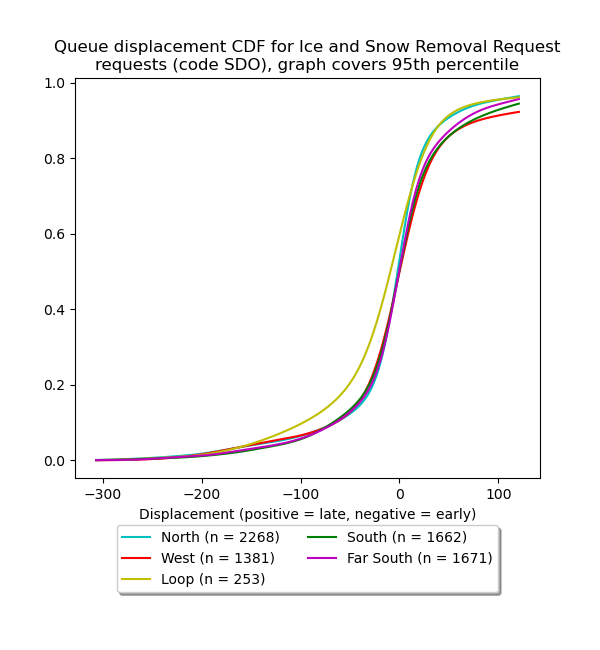 Queue displacement CDF for Ice and Snow Removal Request
requests (code SDO), graph covers 95th percentile
1.0
0.8
0.6
0.4
0.2
0.0
−300 −200 −100 0 100
Displacement (positive = late, negative = early)
North (n = 2268) South (n = 1662)
West (n = 1381) Far South (n = 1671)
Loop (n = 253)